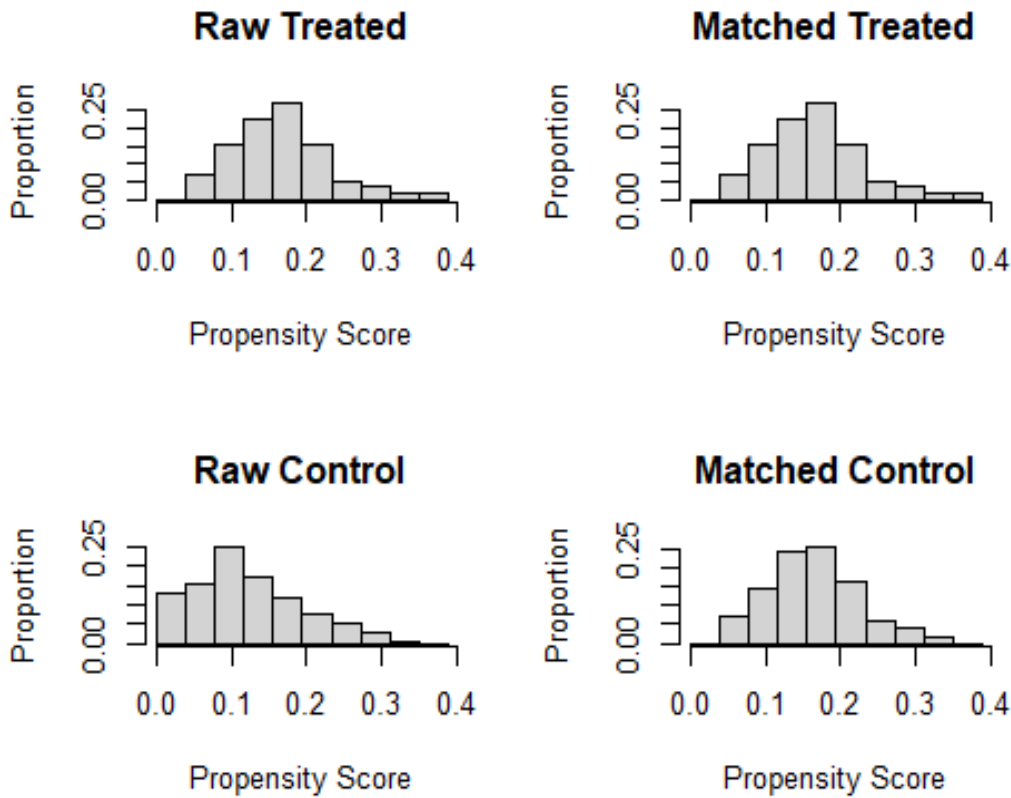 Raw Treated
Proportion
0.25
0.00
0.0 0.1 0.2 0.3 0.4
Propensity Score
Matched Treated
Proportion
0.25
0.00
0.0 0.1 0.2 0.3 0.4
Propensity Score
Raw Control
Proportion
0.25
0.00
0.0 0.1 0.2 0.3 0.4
Propensity Score
Matched Control
Proportion
0.25
0.00
0.0 0.1 0.2 0.3 0.4
Propensity Score